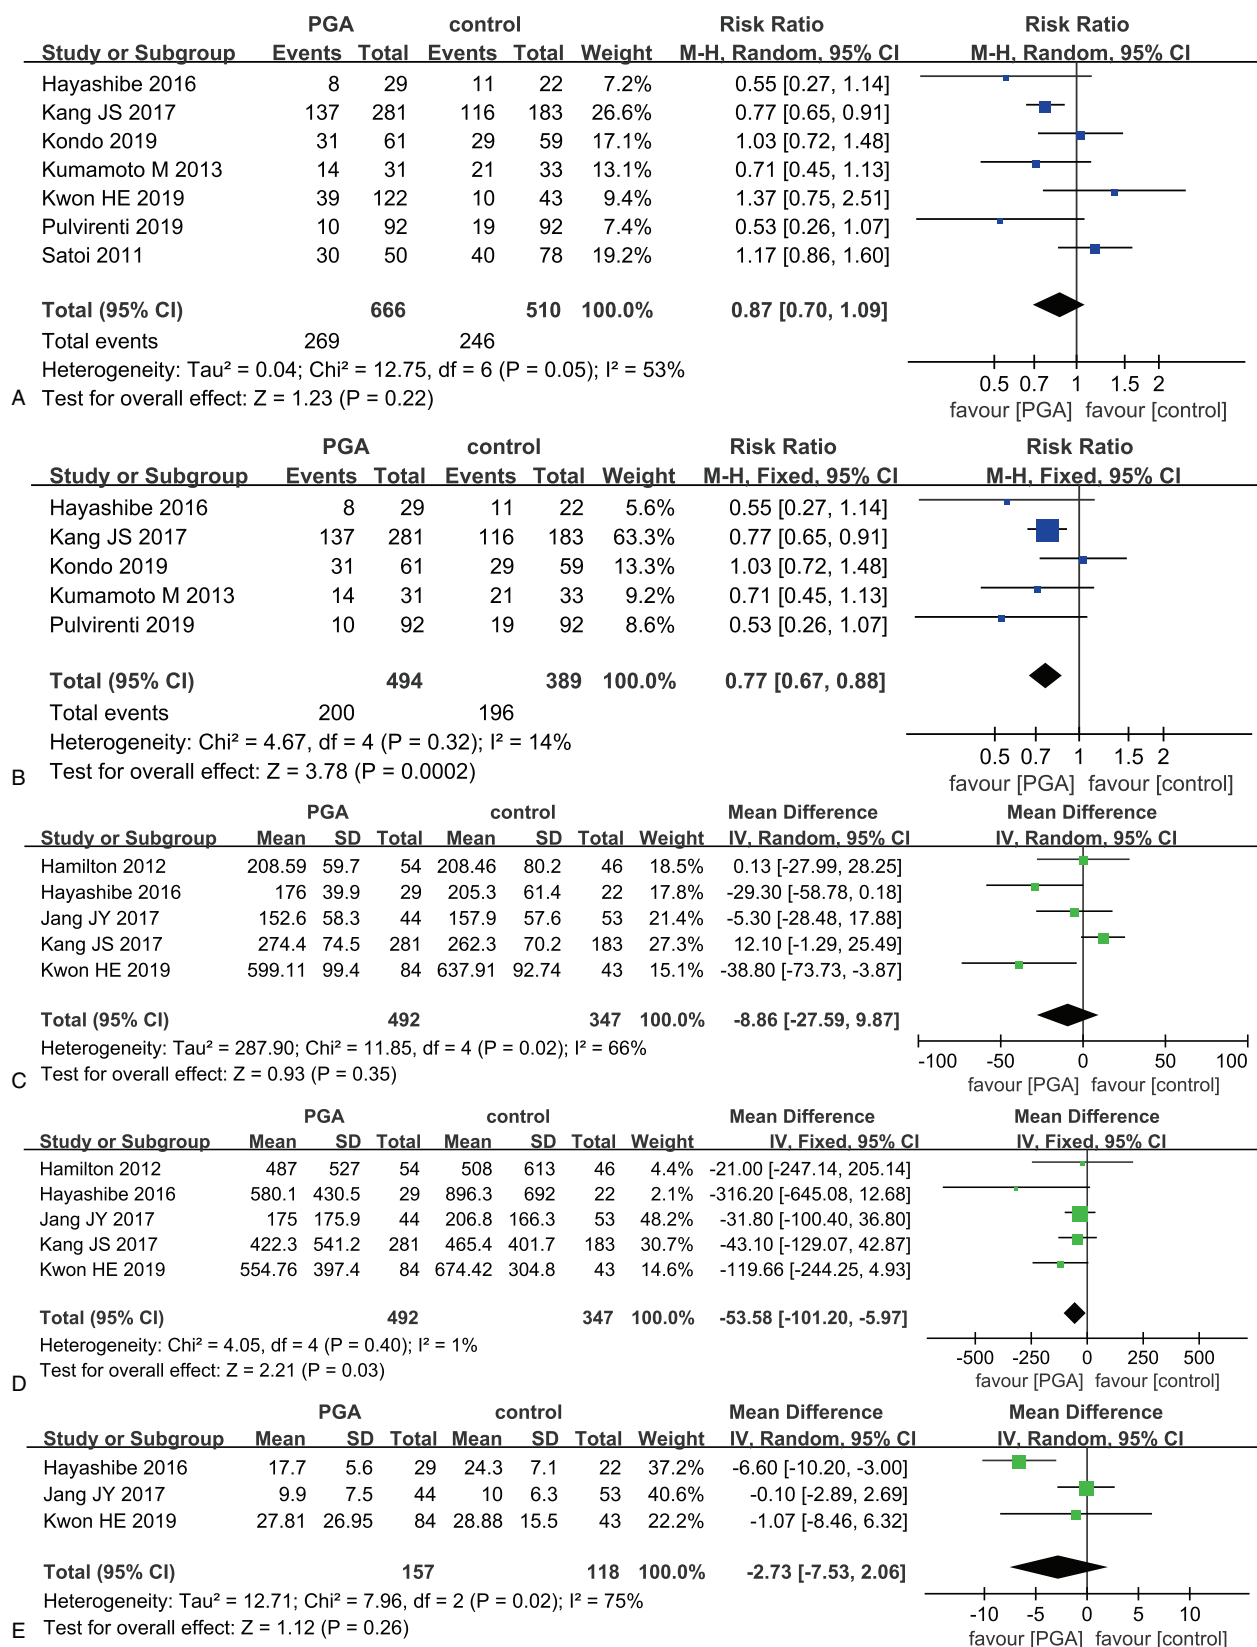 PGA control Risk Ratio Risk Ratio
Study or Subgroup Events Total Events Total Weight M-H, Random, 95% CI M-H, Random, 95% CI
Hayashibe 2016 8 29 11 22 7.2% 0.55 [0.27, 1.14]
Kang JS 2017 137 281 116 183 26.6% 0.77 [0.65, 0.91]
Kondo 2019 31 61 29 59 17.1% 1.03 [0.72, 1.48]
Kumamoto M 2013 14 31 21 33 13.1% 0.71 [0.45, 1.13]
Kwon HE 2019 39 122 10 43 9.4% 1.37 [0.75, 2.51]
Pulvirenti 2019 10 92 19 92 7.4% 0.53 [0.26, 1.07]
Satoi 2011 30 50 40 78 19.2% 1.17 [0.86, 1.60]
Total (95% CI) 666 510 100.0% 0.87 [0.70, 1.09]
Total events 269 246
Heterogeneity: Tau² = 0.04; Chi² = 12.75, df = 6 (P = 0.05); I² = 53%
0.5 0.7 1 1.5 2
A Test for overall effect: Z = 1.23 (P = 0.22)
favour [PGA] favour [control]
PGA control Risk Ratio Risk Ratio
Study or Subgroup Events Total Events Total Weight M-H, Fixed, 95% CI M-H, Fixed, 95% CI
Hayashibe 2016 8 29 11 22 5.6% 0.55 [0.27, 1.14]
Kang JS 2017 137 281 116 183 63.3% 0.77 [0.65, 0.91]
Kondo 2019 31 61 29 59 13.3% 1.03 [0.72, 1.48]
Kumamoto M 2013 14 31 21 33 9.2% 0.71 [0.45, 1.13]
Pulvirenti 2019 10 92 19 92 8.6% 0.53 [0.26, 1.07]
Total (95% CI) 494 389 100.0% 0.77 [0.67, 0.88]
Total events 200 196
Heterogeneity: Chi² = 4.67, df = 4 (P = 0.32); I² = 14%
0.5 0.7 1 1.5 2
B Test for overall effect: Z = 3.78 (P = 0.0002)
favour [PGA] favour [control]
PGA control Mean Difference Mean Difference
Study or Subgroup Mean SD Total Mean SD Total Weight IV, Random, 95% CI IV, Random, 95% CI
Hamilton 2012 208.59 59.7 54 208.46 80.2 46 18.5% 0.13 [-27.99, 28.25]
Hayashibe 2016 176 39.9 29 205.3 61.4 22 17.8% -29.30 [-58.78, 0.18]
Jang JY 2017 152.6 58.3 44 157.9 57.6 53 21.4% -5.30 [-28.48, 17.88]
Kang JS 2017 274.4 74.5 281 262.3 70.2 183 27.3% 12.10 [-1.29, 25.49]
Kwon HE 2019 599.11 99.4 84 637.91 92.74 43 15.1% -38.80 [-73.73, -3.87]
Total (95% CI) 492 347 100.0% -8.86 [-27.59, 9.87]
Heterogeneity: Tau² = 287.90; Chi² = 11.85, df = 4 (P = 0.02); I² = 66%
-100 -50 0 50 100
C Test for overall effect: Z = 0.93 (P = 0.35)
favour [PGA] favour [control]
PGA control Mean Difference Mean Difference
Study or Subgroup Mean SD Total Mean SD Total Weight IV, Fixed, 95% CI IV, Fixed, 95% CI
Hamilton 2012 487 527 54 508 613 46 4.4% -21.00 [-247.14, 205.14]
Hayashibe 2016 580.1 430.5 29 896.3 692 22 2.1% -316.20 [-645.08, 12.68]
Jang JY 2017 175 175.9 44 206.8 166.3 53 48.2% -31.80 [-100.40, 36.80]
Kang JS 2017 422.3 541.2 281 465.4 401.7 183 30.7% -43.10 [-129.07, 42.87]
Kwon HE 2019 554.76 397.4 84 674.42 304.8 43 14.6% -119.66 [-244.25, 4.93]
Total (95% CI) 492 347 100.0% -53.58 [-101.20, -5.97]
Heterogeneity: Chi² = 4.05, df = 4 (P = 0.40); I² = 1%
-500 -250 0 250 500
D Test for overall effect: Z = 2.21 (P = 0.03)
favour [PGA] favour [control]
PGA control Mean Difference Mean Difference
Study or Subgroup Mean SD Total Mean SD Total Weight IV, Random, 95% CI IV, Random, 95% CI
Hayashibe 2016 17.7 5.6 29 24.3 7.1 22 37.2% -6.60 [-10.20, -3.00]
Jang JY 2017 9.9 7.5 44 10 6.3 53 40.6% -0.10 [-2.89, 2.69]
Kwon HE 2019 27.81 26.95 84 28.88 15.5 43 22.2% -1.07 [-8.46, 6.32]
Total (95% CI) 157 118 100.0% -2.73 [-7.53, 2.06]
Heterogeneity: Tau² = 12.71; Chi² = 7.96, df = 2 (P = 0.02); I² = 75%
-10 -5 0 5 10
E Test for overall effect: Z = 1.12 (P = 0.26)
favour [PGA] favour [control]